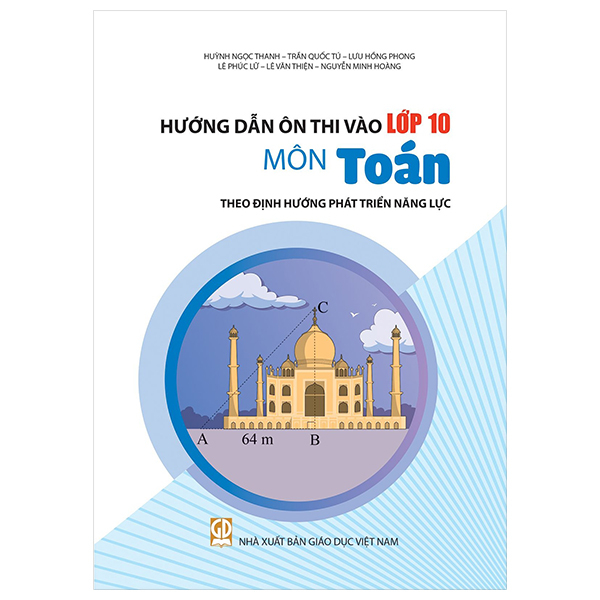 HUỲNH NGỌC THANH – TRẦN QUỐC TÚ – LƯU HỒNG PHONG
LÊ PHÚC LỮ – LÊ VĂN THIỆN – NGUYỄN MINH HOÀNG
HƯỚNG DẪN ÔN THI VÀO LỚP 10
MÔN Toán
THEO ĐỊNH HƯỚNG PHÁT TRIỂN NĂNG LỰC
C
A 64 m B
GD
NHÀ XUẤT BẢN GIÁO DỤC VIỆT NAM